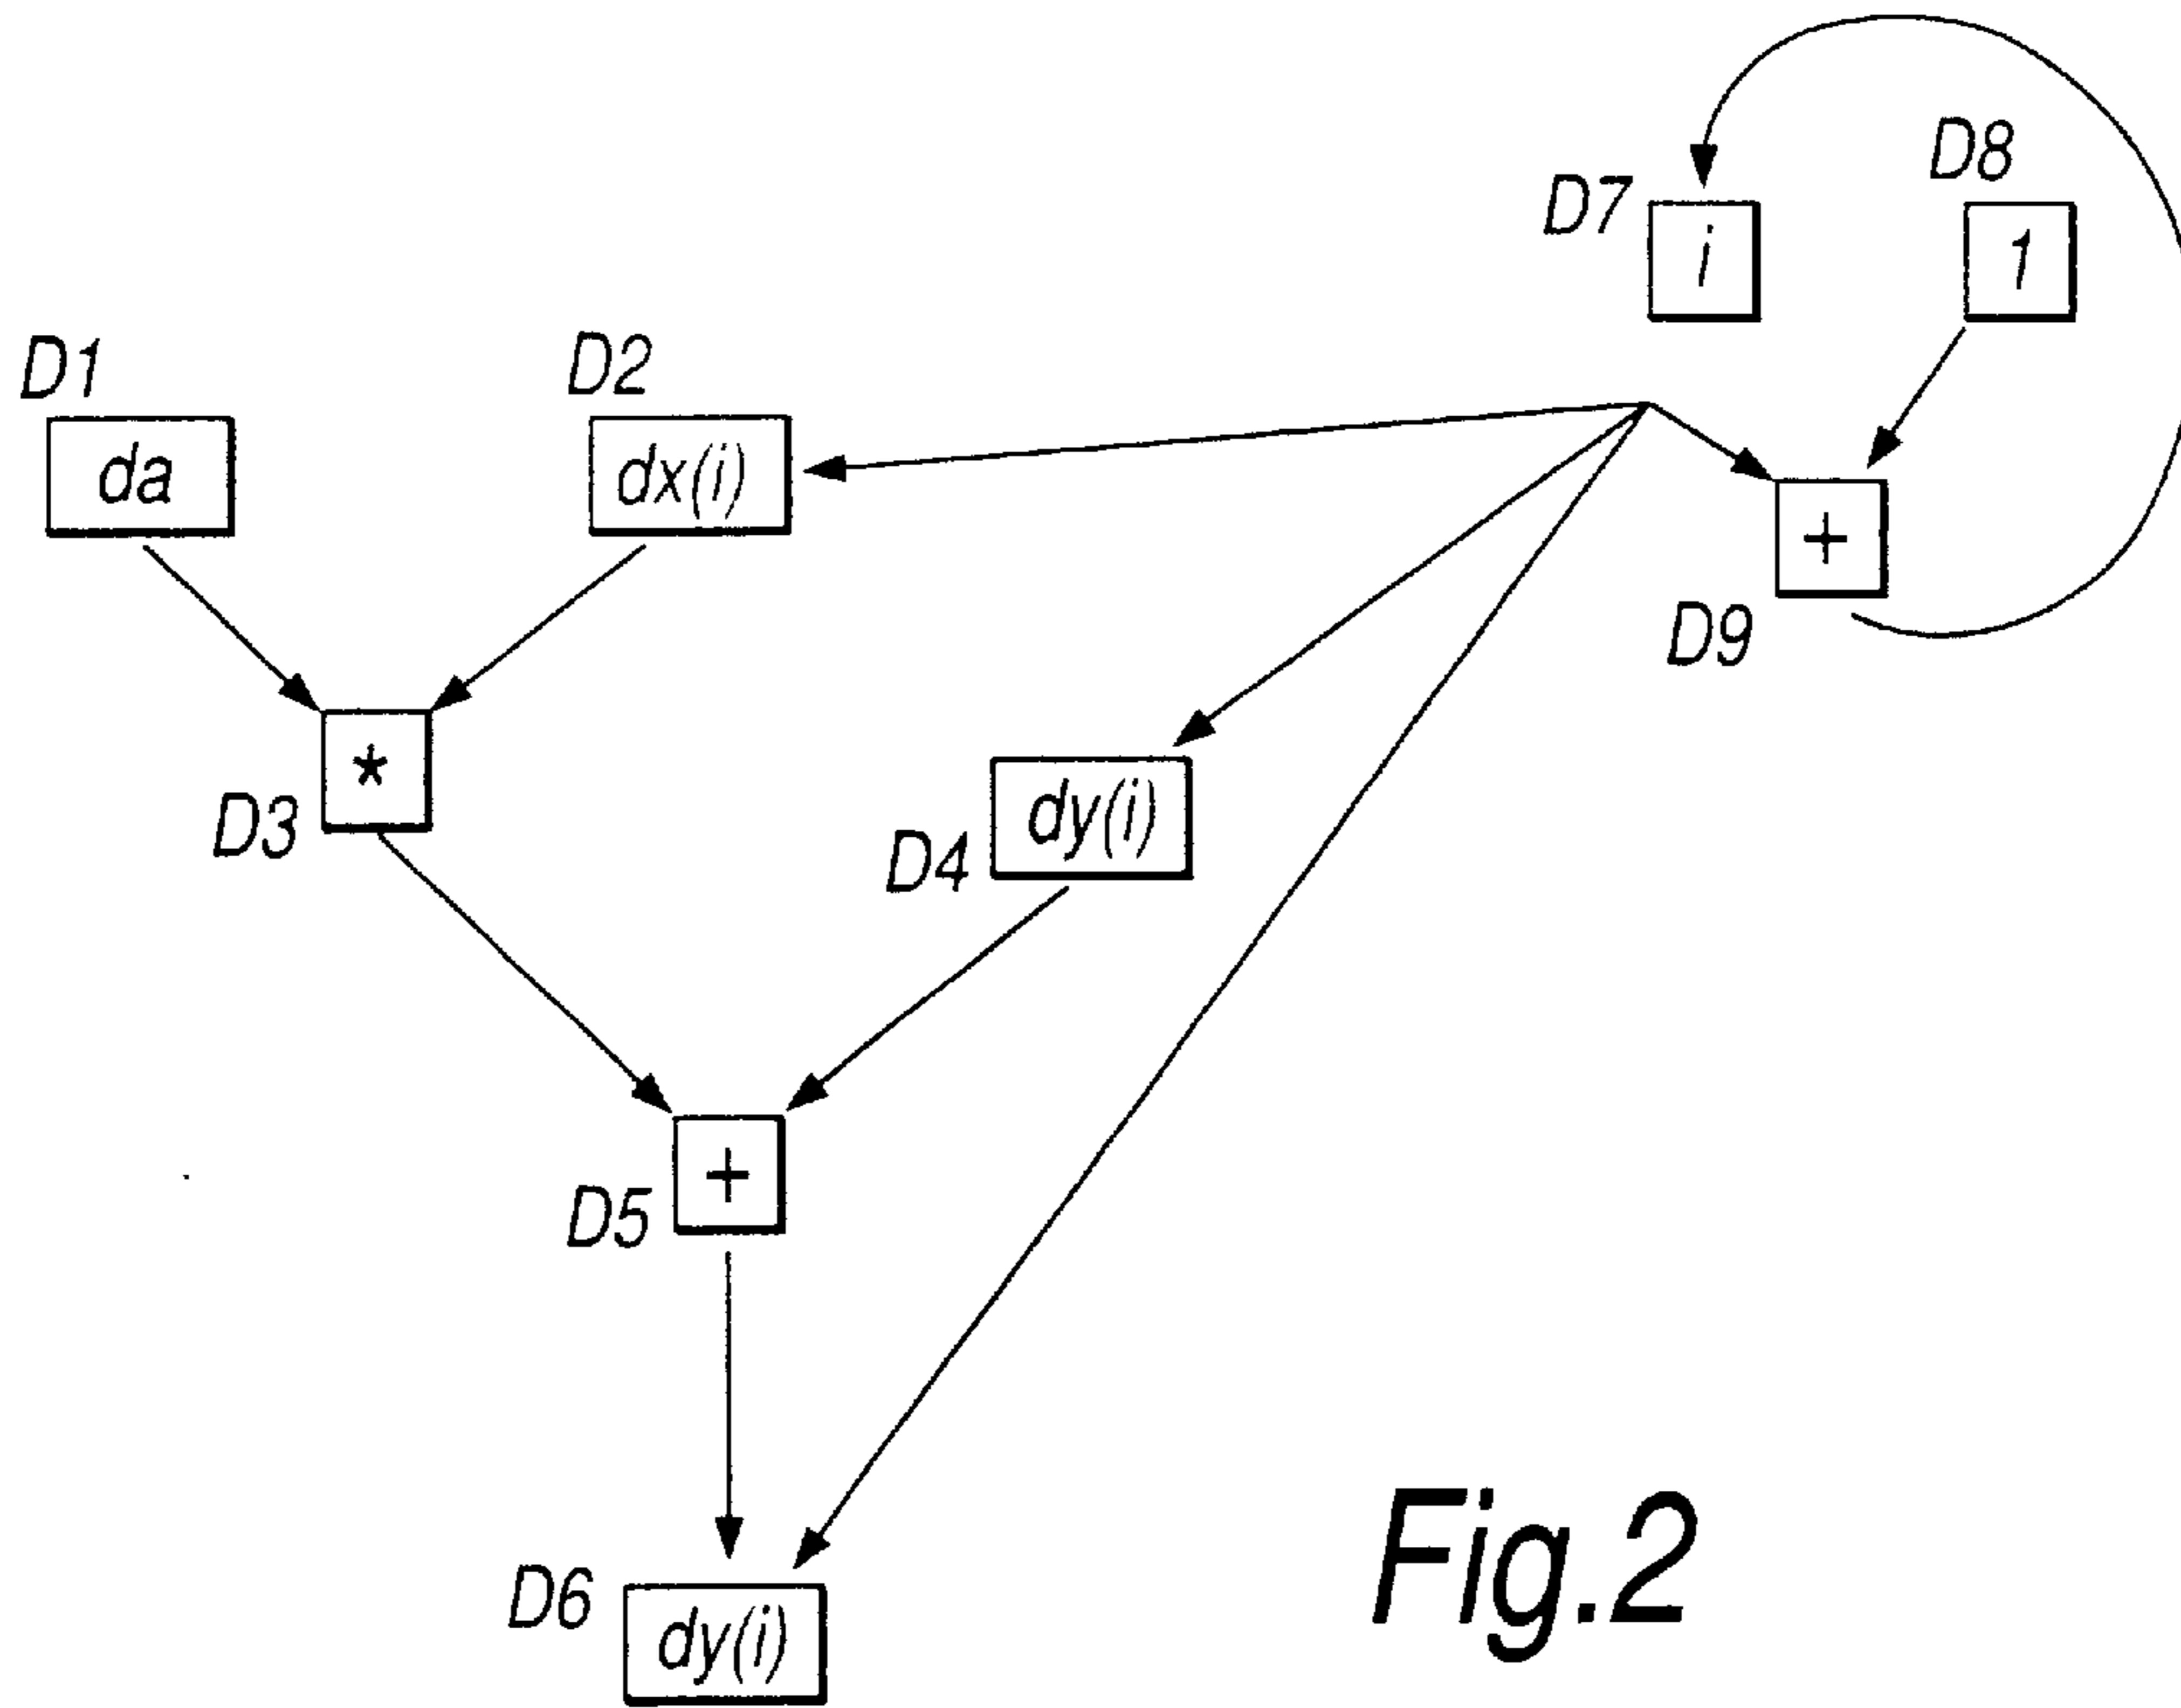 D8
D7
i
1
D1
D2
da
dx(i)
+
D9
*
D3
dy(i)
D4
+
D5
D6
dy(i)
Fig.2